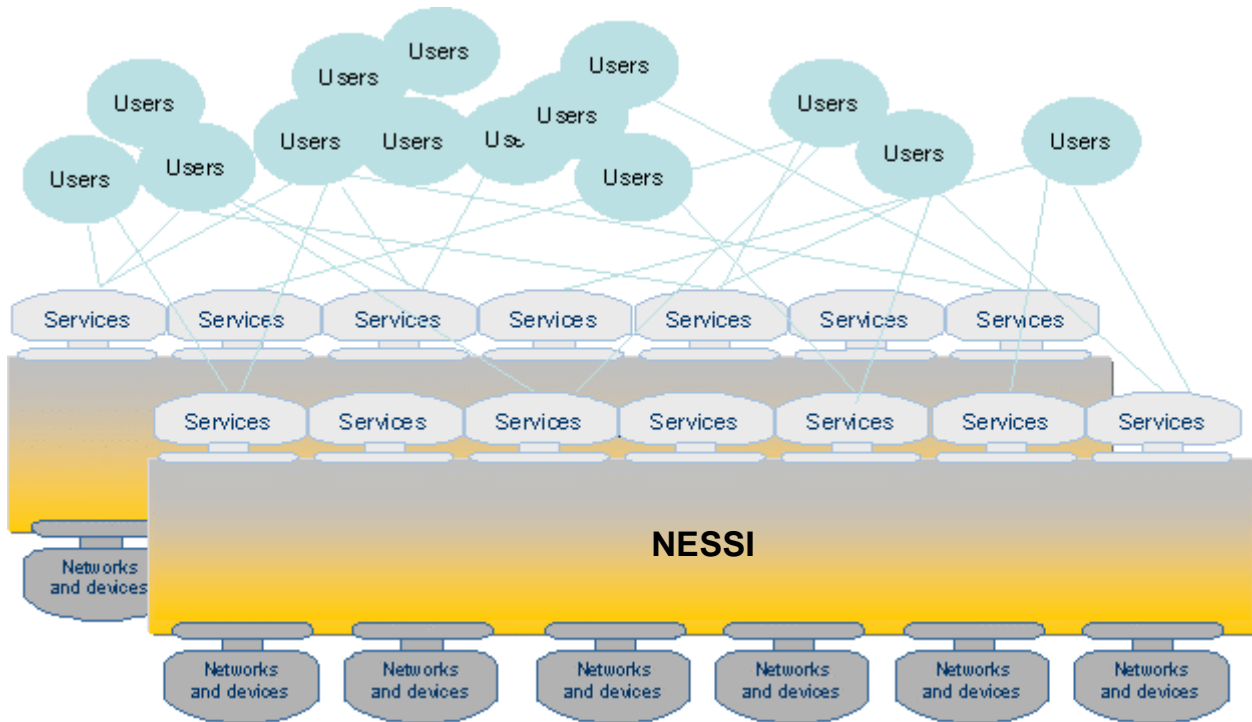 Users
Users
Users
Users
Users
Users
Users
Users
Users
Users
Users
Users
Users
Services Services Services Services Services Services Services
Services Services Services Services Services Services Services
NESSI
Networks
and devices
Networks
and devices
Networks
and devices
Networks
and devices
Networks
and devices
Networks
and devices
Networks
and devices